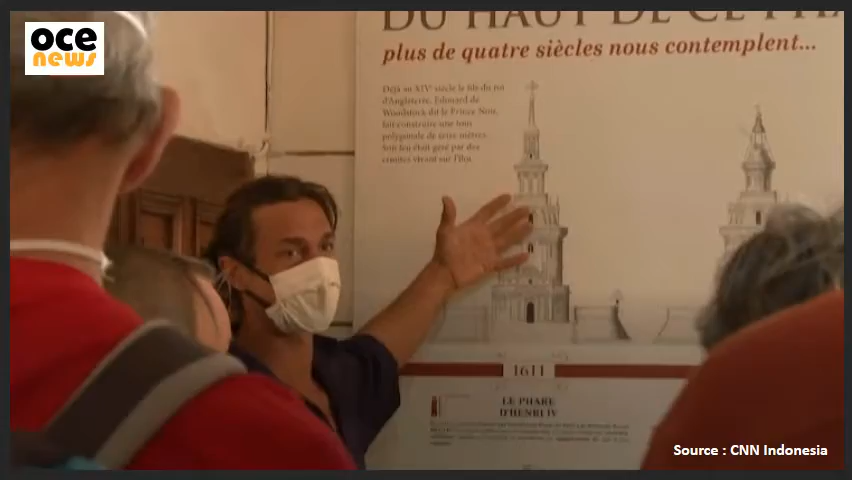 oce
news
DU HAUT DE CE PHA
plus de quatre siècles nous contemplent...
Déjà au XIVe siècle le fils du roi
d'Angleterre, Edouard de
Woodstock dit le Prince Noir,
fait construire une tour
polygonale de seize mètres.
Son feu était géré par des
ermites vivant sur l'îlot.
1611
LE PHARE
D'HENRI IV
Source : CNN Indonesia